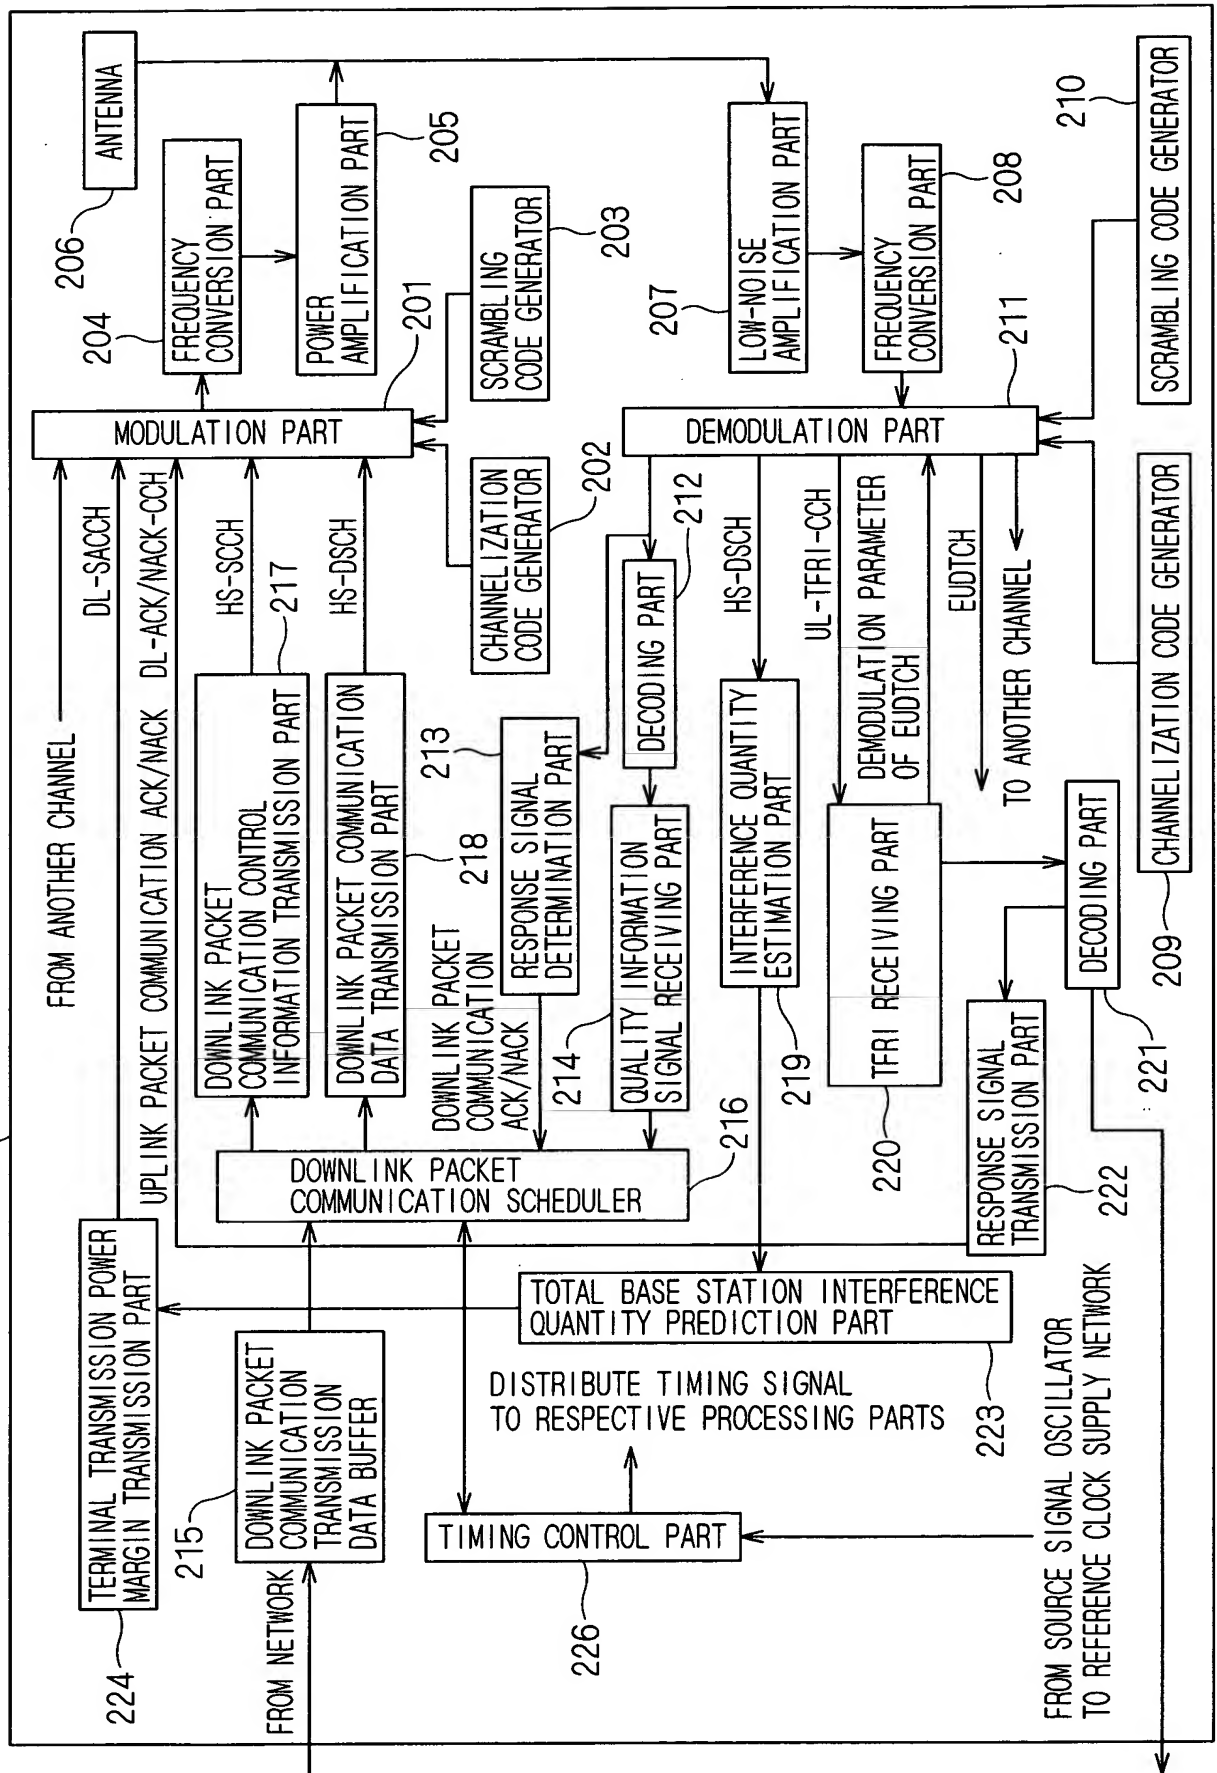 FROM ANOTHER CHANNEL
DL-SACCH
UPLINK PACKET COMMUNICATION ACK/NACK
DL-ACK/NACK-CCH
224
TERMINAL TRANSMISSION POWER
MARGIN TRANSMISSION PART
206
ANTENNA
204
FREQUENCY
CONVERSION PART
POWER
AMPLIFICATION PART
205
MODULATION PART
201
HS-SCCH
217
DOWNLINK PACKET
COMMUNICATION CONTROL
INFORMATION TRANSMISSION PART
HS-DSCH
DOWNLINK PACKET COMMUNICATION
DATA TRANSMISSION PART
218
SCRAMBLING
CODE GENERATOR
203
CHANNELIZATION
CODE GENERATOR
202
FROM NETWORK
215
DOWNLINK PACKET
COMMUNICATION
TRANSMISSION
DATA BUFFER
DOWNLINK PACKET
COMMUNICATION SCHEDULER
216
DOWNLINK PACKET
COMMUNICATION
ACK/NACK
213
RESPONSE SIGNAL
DETERMINATION PART
214
QUALITY INFORMATION
SIGNAL RECEIVING PART
DECODING PART
212
207
LOW-NOISE
AMPLIFICATION PART
FREQUENCY
CONVERSION PART
208
DEMODULATION PART
211
HS-DSCH
INTERFERENCE QUANTITY
ESTIMATION PART
219
UL-TFRI-CCH
DEMODULATION PARAMETER
OF EUDTCH
TFRI RECEIVING PART
220
EUDTCH
TO ANOTHER CHANNEL
TOTAL BASE STATION INTERFERENCE
QUANTITY PREDICTION PART
223
DISTRIBUTE TIMING SIGNAL
TO RESPECTIVE PROCESSING PARTS
TIMING CONTROL PART
226
RESPONSE SIGNAL
TRANSMISSION PART
222
DECODING PART
221
FROM SOURCE SIGNAL OSCILLATOR
TO REFERENCE CLOCK SUPPLY NETWORK
209
CHANNELIZATION CODE GENERATOR
SCRAMBLING CODE GENERATOR
210